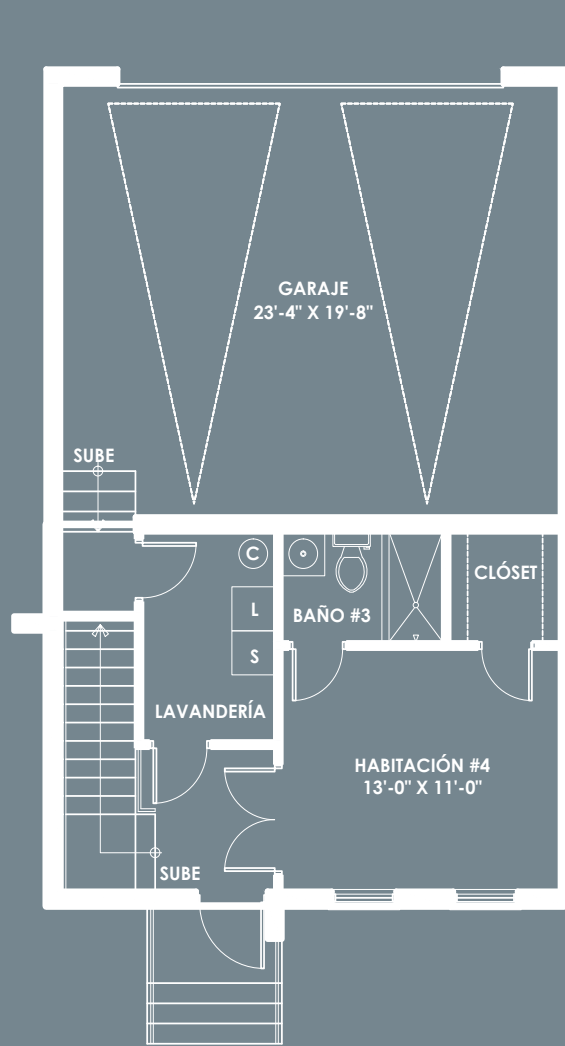 GARAJE
23'-4" X 19'-8"
SUBE
C
CLÓSET
L
BAÑO #3
S
LAVANDERÍA
HABITACIÓN #4
13'-0" X 11'-0"
SUBE